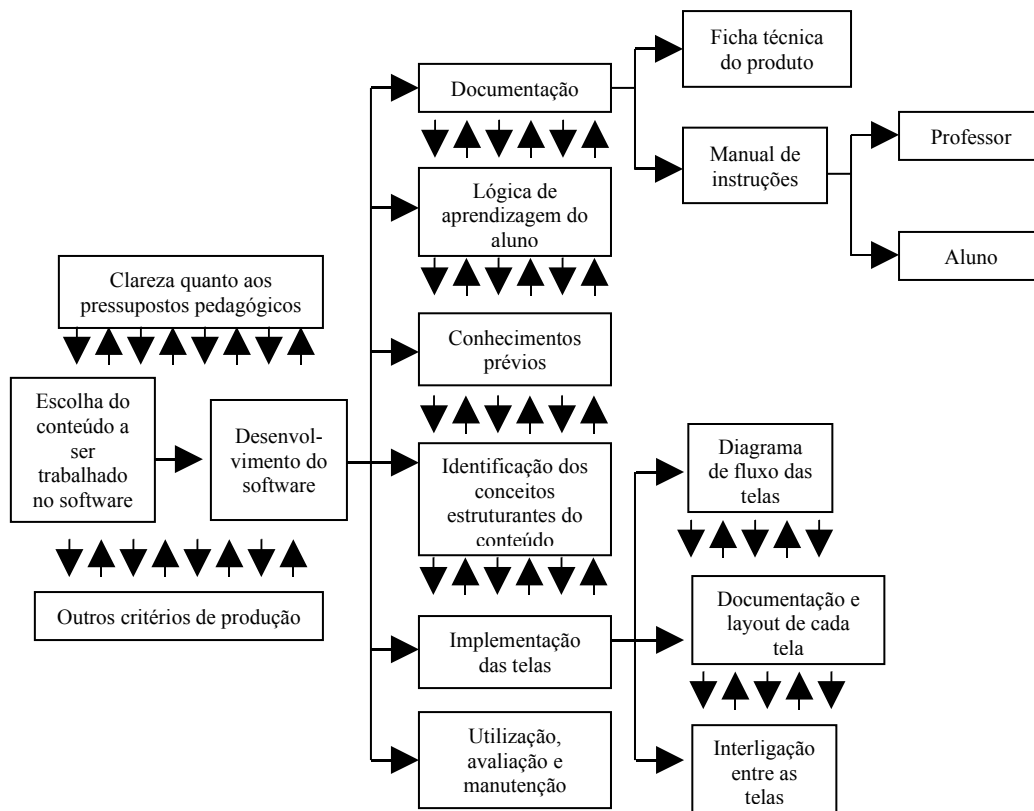 Ficha técnica
do produto
Documentação
Manual de
instruções
Professor
Aluno
Lógica de
aprendizagem do
aluno
Clareza quanto aos
pressupostos pedagógicos
Conhecimentos
prévios
Escolha do
conteúdo a
ser
trabalhado
no software
Desenvol-
vimento do
software
Identificação dos
conceitos
estruturantes do
conteúdo
Diagrama
de fluxo das
telas
Outros critérios de produção
Implementação
das telas
Documentação e
layout de cada
tela
Utilização,
avaliação e
manutenção
Interligação
entre as
telas